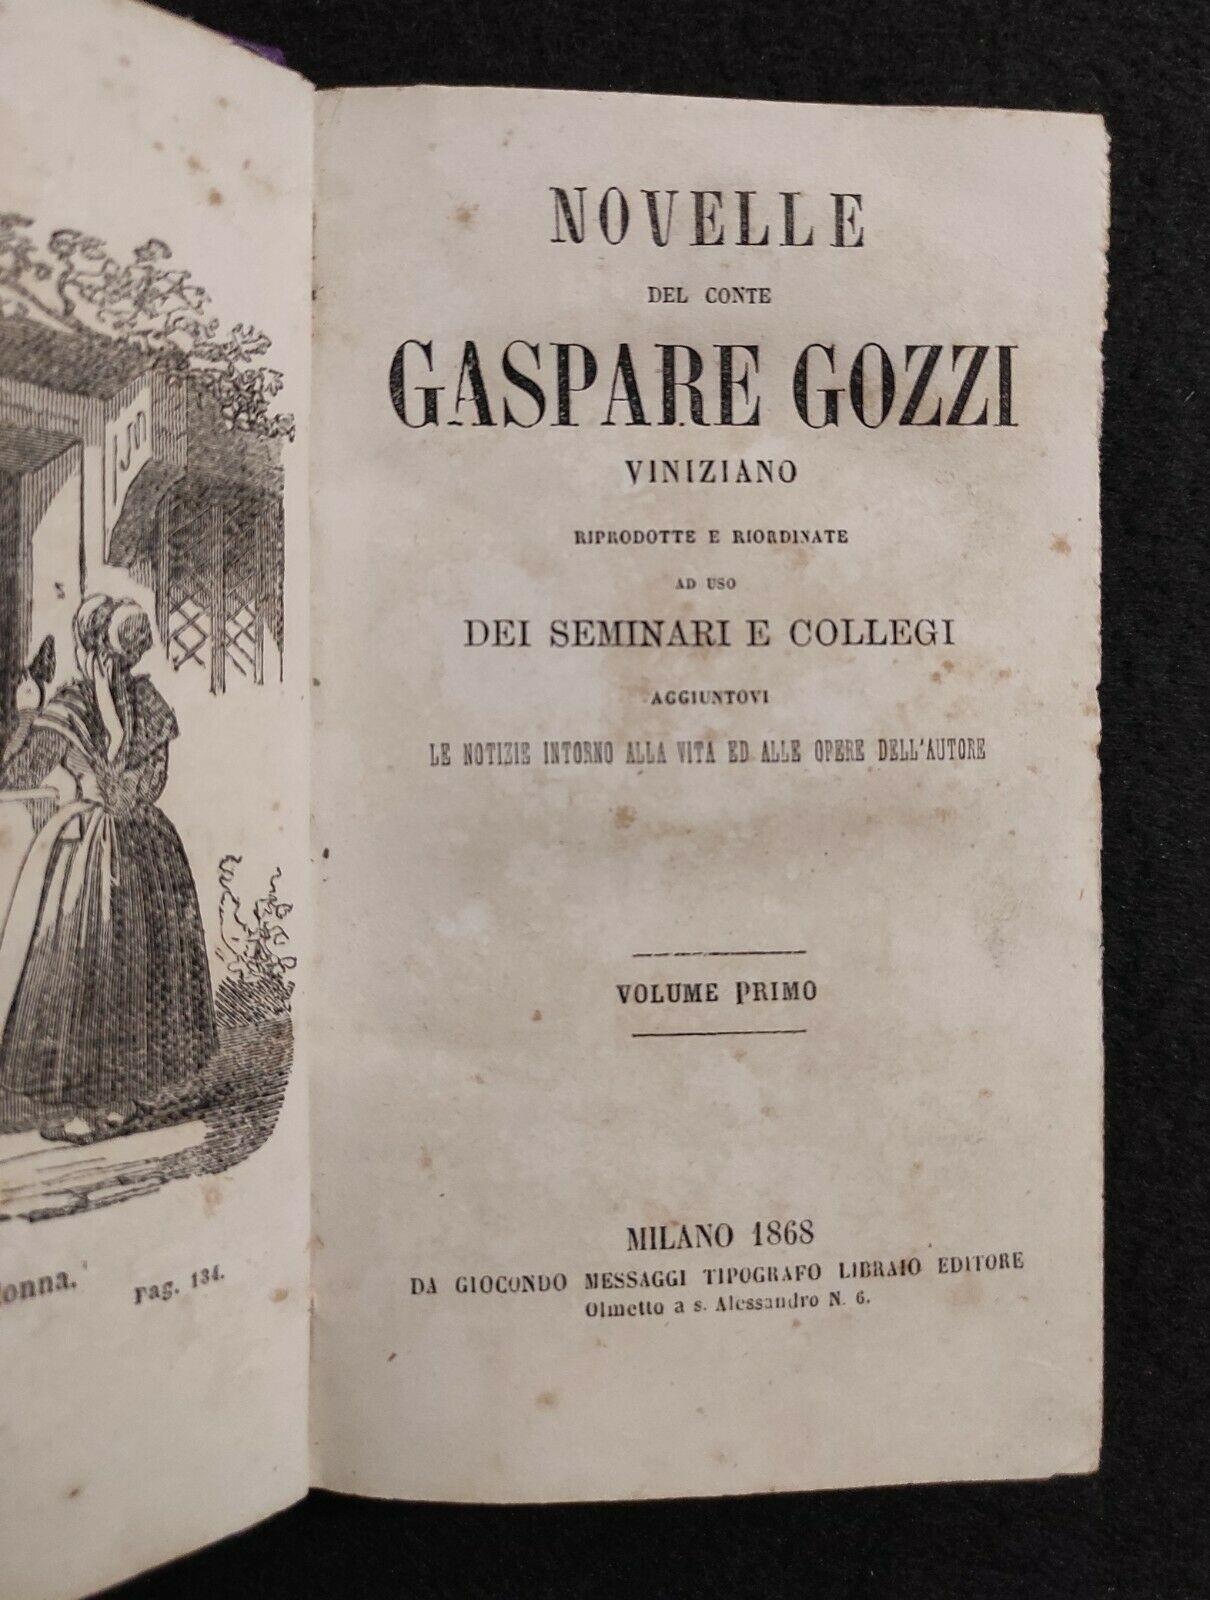 onna.
Pag. 134.
NOVELLE
DEL CONTE
GASPARE GOZZI
VINIZIANO
RIPRODOTTE E RIORDINATE
AD USO
DEI SEMINARI E COLLEGI
AGGIUNTOVI
LE NOTIZIE INTORNO ALLA VITA ED ALLE OPERE DELL'AUTORE
VOLUME PRIMO
MILANO 1868
DA GIOCONDO MESSAGGI TIPOGRAFO LIBRAIO EDITORE
Olmetto a s. Alessandro N. 6.